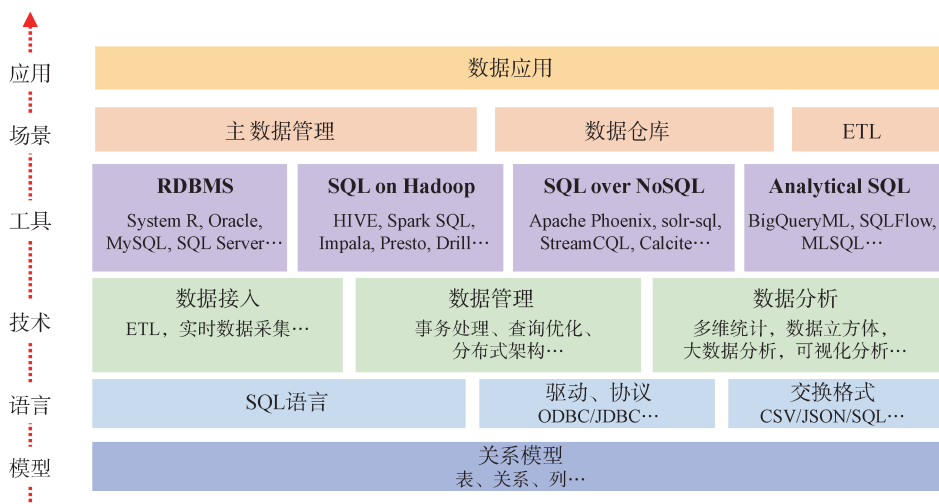 应用
数据应用
场景
主数据管理
数据仓库
ETL
工具
RDBMS
System R, Oracle,
MySQL, SQL Server…
SQL on Hadoop
HIVE, Spark SQL,
Impala, Presto, Drill…
SQL over NoSQL
Apache Phoenix, solr-sql,
StreamCQL, Calcite…
Analytical SQL
BigQueryML, SQLFlow,
MLSQL…
技术
数据接入
ETL，实时数据采集…
数据管理
事务处理、查询优化、
分布式架构…
数据分析
多维统计，数据立方体，
大数据分析，可视化分析…
语言
SQL语言
驱动、协议
ODBC/JDBC…
交换格式
CSV/JSON/SQL…
模型
关系模型
表、关系、列…